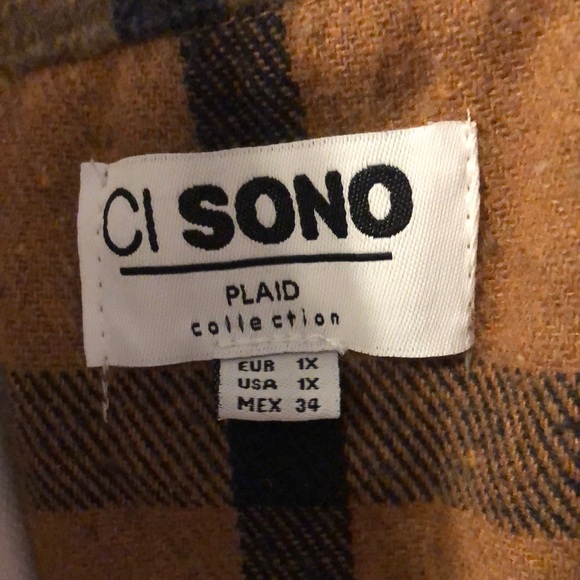 CI SONO
PLAID
collection
EUR 1X
USA 1X
MEX 34